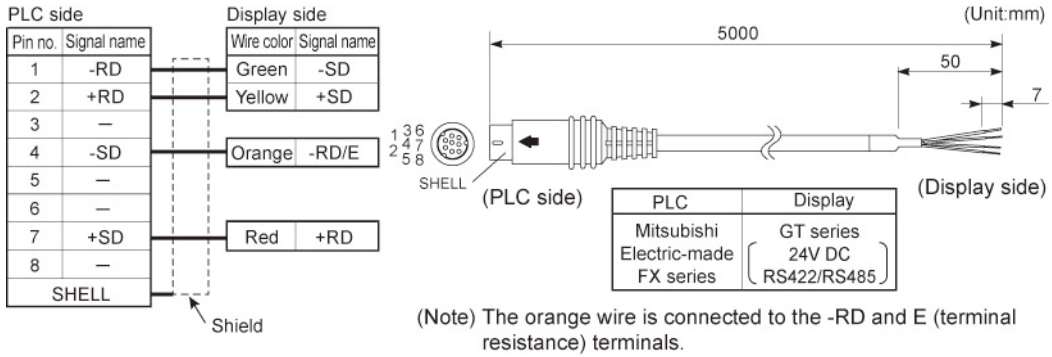 PLC side
Display side
Pin no. Signal name
Wire color Signal name
1 -RD Green -SD
2 +RD Yellow +SD
3 —
4 -SD Orange -RD/E
5 —
6 —
7 +SD Red +RD
8 —
SHELL
Shield
(Unit:mm)
5000
50
7
1 3 6
4 7
2 5 8
SHELL
(PLC side)
(Display side)
PLC Display
Mitsubishi GT series
Electric-made 24V DC
FX series RS422/RS485
(Note) The orange wire is connected to the -RD and E (terminal
resistance) terminals.